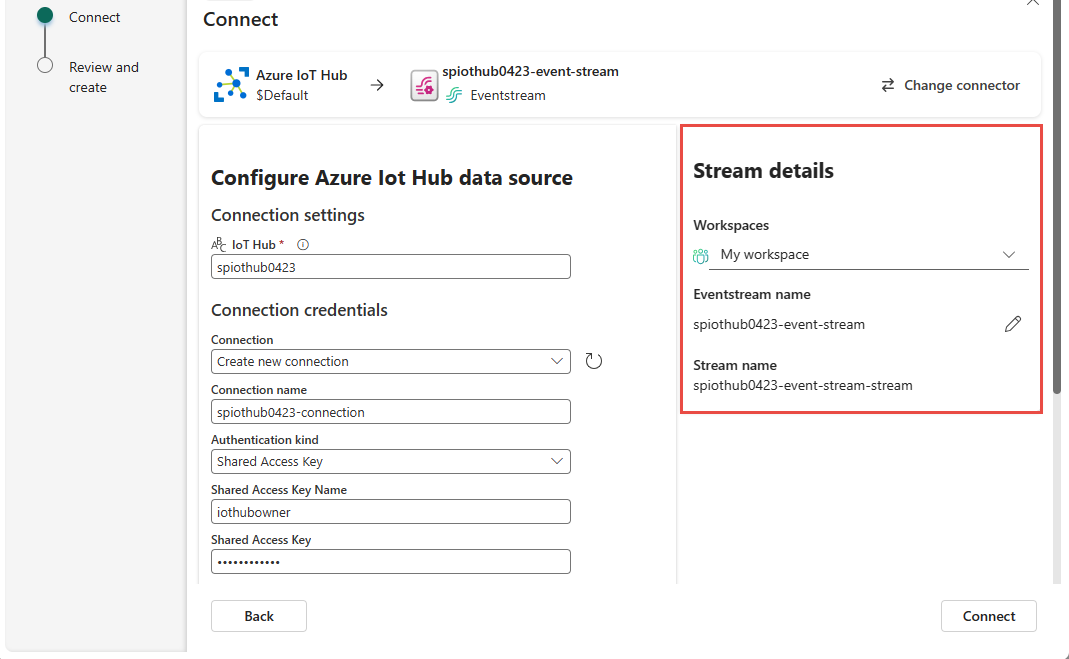 Connect
Review and
create
Connect
Azure IoT Hub
$Default
spiothub0423-event-stream
Eventstream
Change connector
Configure Azure Iot Hub data source
Connection settings
ABC IoT Hub *
spiothub0423
Connection credentials
Connection
Create new connection
Connection name
spiothub0423-connection
Authentication kind
Shared Access Key
Shared Access Key Name
iothubowner
Shared Access Key
••••••••••••
Stream details
Workspaces
My workspace
Eventstream name
spiothub0423-event-stream
Stream name
spiothub0423-event-stream-stream
Back
Connect